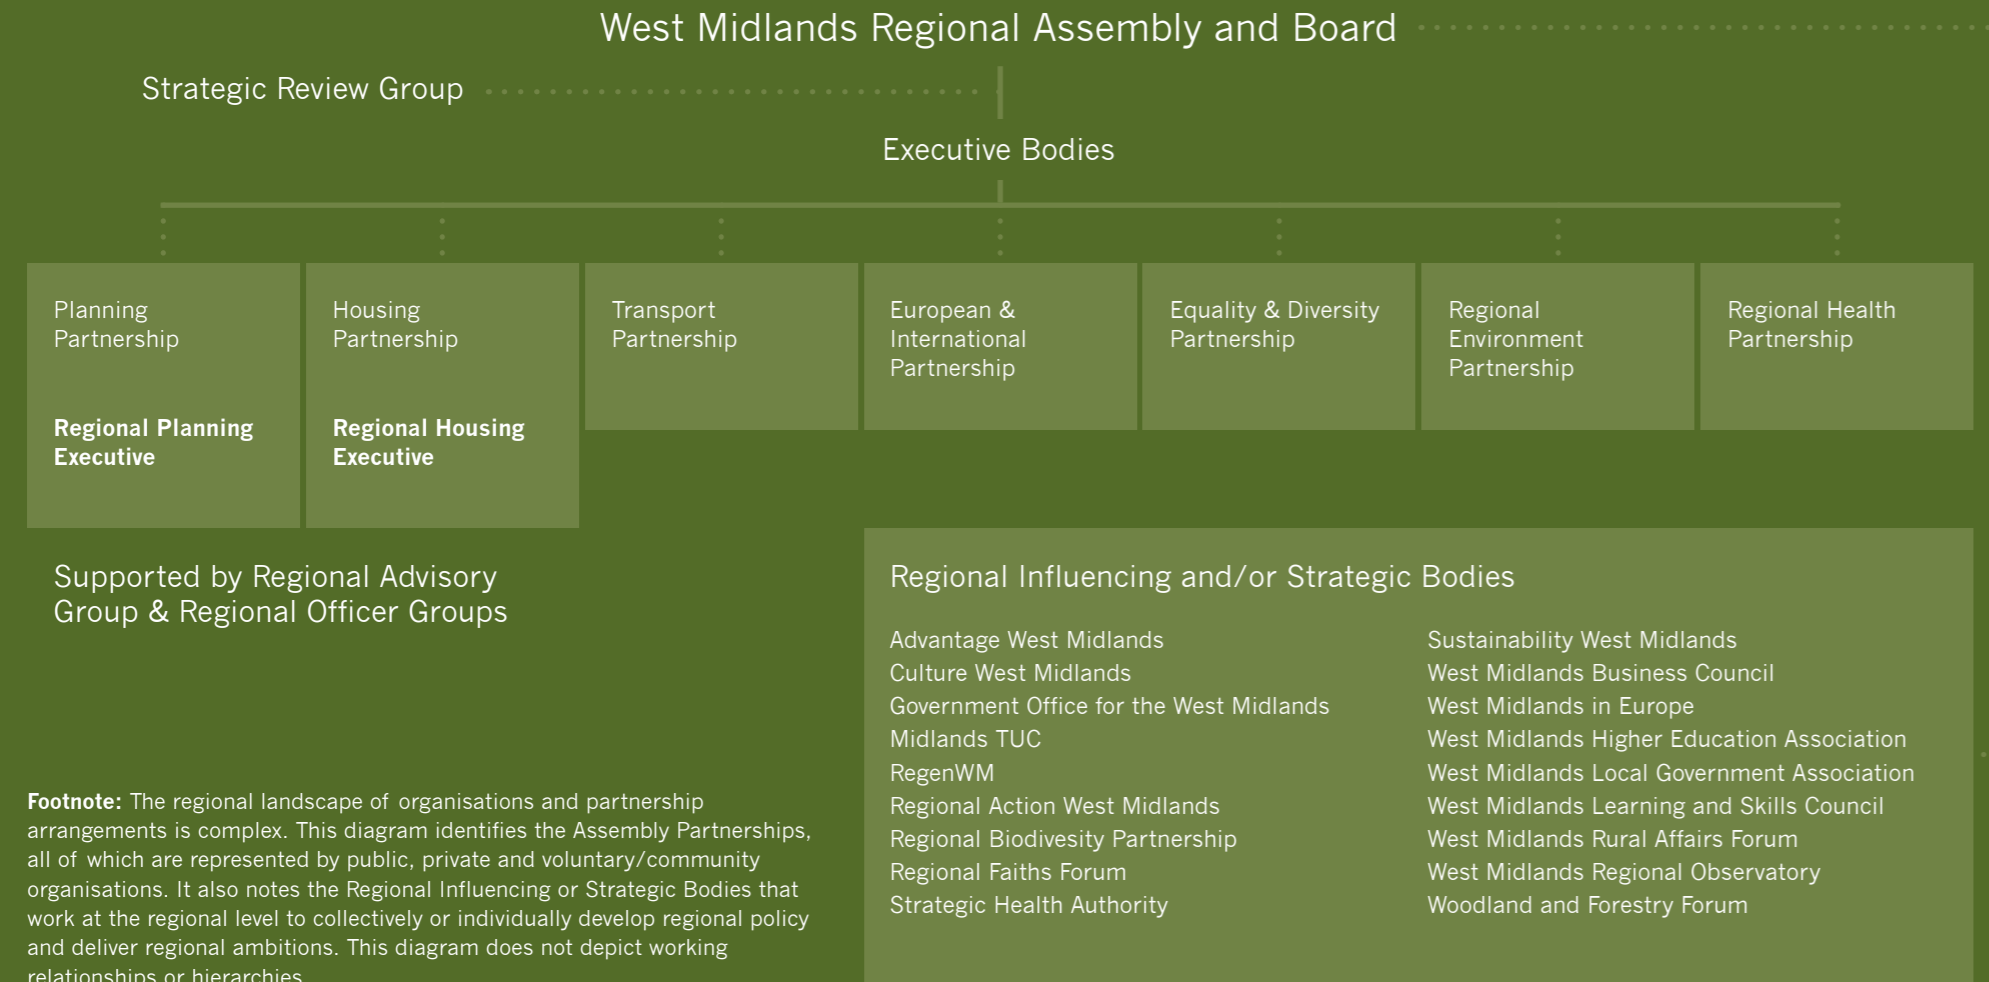 West Midlands Regional Assembly and Board
Strategic Review Group
Executive Bodies
Planning
Partnership
Regional Planning
Executive
Housing
Partnership
Regional Housing
Executive
Transport
Partnership
European &
International
Partnership
Equality & Diversity
Partnership
Regional
Environment
Partnership
Regional Health
Partnership
Supported by Regional Advisory
Group & Regional Officer Groups
Footnote: The regional landscape of organisations and partnership
arrangements is complex. This diagram identifies the Assembly Partnerships,
all of which are represented by public, private and voluntary/community
organisations. It also notes the Regional Influencing or Strategic Bodies that
work at the regional level to collectively or individually develop regional policy
and deliver regional ambitions. This diagram does not depict working
relationships or hierarchies
Regional Influencing and/or Strategic Bodies
Advantage West Midlands
Culture West Midlands
Government Office for the West Midlands
Midlands TUC
RegenWM
Regional Action West Midlands
Regional Biodivesity Partnership
Regional Faiths Forum
Strategic Health Authority
Sustainability West Midlands
West Midlands Business Council
West Midlands in Europe
West Midlands Higher Education Association
West Midlands Local Government Association
West Midlands Learning and Skills Council
West Midlands Rural Affairs Forum
West Midlands Regional Observatory
Woodland and Forestry Forum